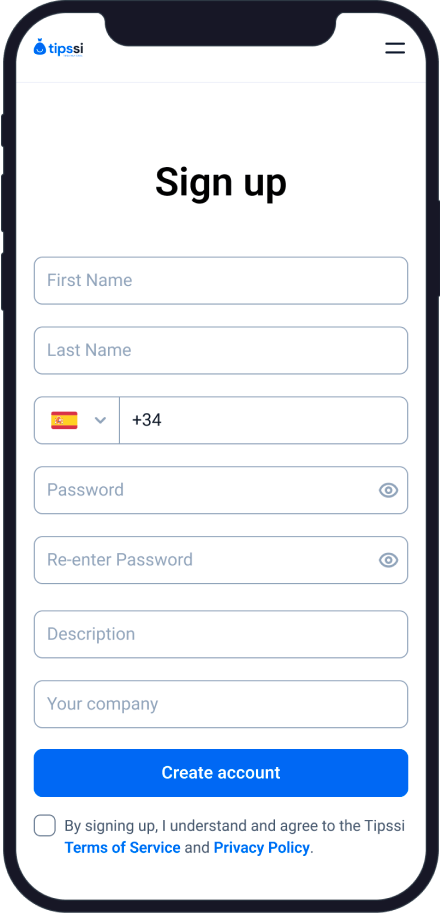 tipssi
Sign up
First Name
Last Name
+34
Password
Re-enter Password
Description
Your company
Create account
By signing up, I understand and agree to the Tipssi
Terms of Service and Privacy Policy.